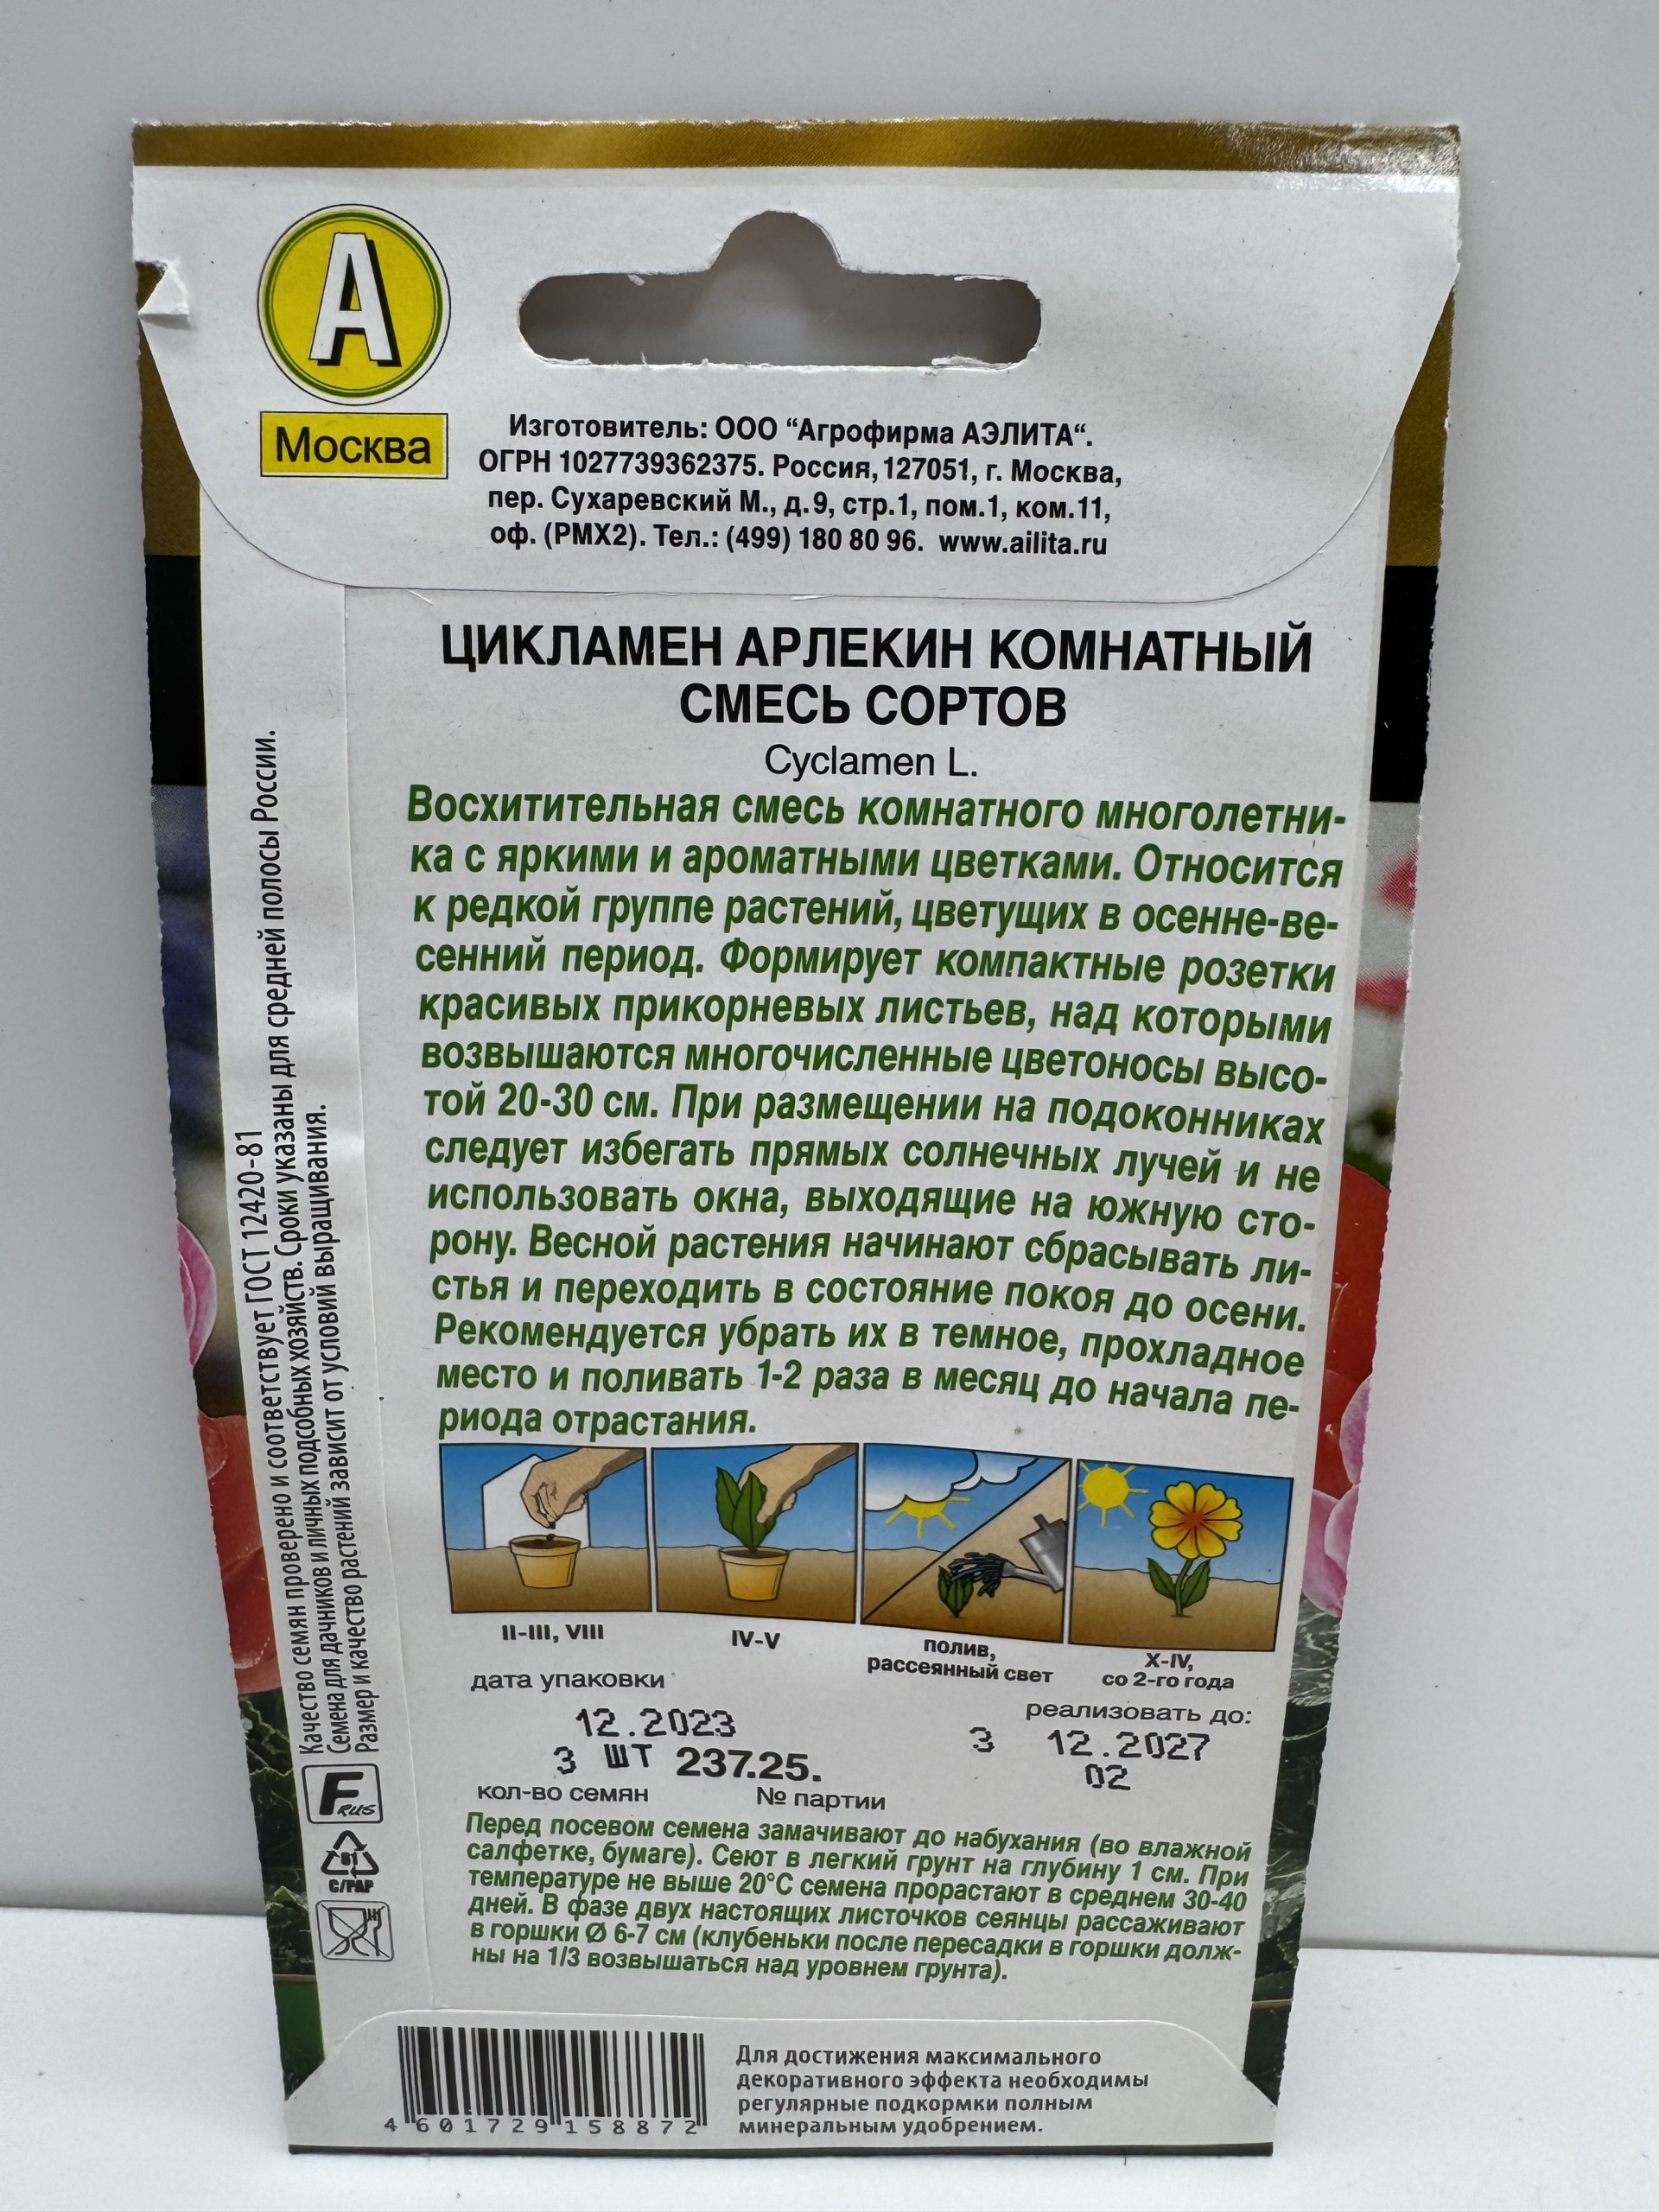 А
Москва
Изготовитель: ООО “Агрофирма АЭЛИТА“.
ОГРН 1027739362375. Россия, 127051, г. Москва,
пер. Сухаревский М., д.9, стр.1, пом.1, ком.11,
оф. (РМХ2). Тел.: (499) 180 80 96. www.ailita.ru
ЦИКЛАМЕН АРЛЕКИН КОМНАТНЫЙ
СМЕСЬ СОРТОВ
Cyclamen L.
Восхитительная смесь комнатного многолетни-
ка с яркими и ароматными цветками. Относится
к редкой группе растений, цветущих в осенне-ве-
сенний период. Формирует компактные розетки
красивых прикорневых листьев, над которыми
возвышаются многочисленные цветоносы высо-
той 20-30 см. При размещении на подоконниках
следует избегать прямых солнечных лучей и не
использовать окна, выходящие на южную сто-
рону. Весной растения начинают сбрасывать ли-
стья и переходить в состояние покоя до осени.
Рекомендуется убрать их в темное, прохладное
место и поливать 1-2 раза в месяц до начала пе-
риода отрастания.
II-III, VIII
IV-V
полив,
рассеянный свет
X-IV,
со 2-го года
дата упаковки
12.2023
реализовать до:
3 12.2027
02
3 ШТ 237.25.
кол-во семян № партии
Перед посевом семена замачивают до набухания (во влажной
салфетке, бумаге). Сеют в легкий грунт на глубину 1 см. При
температуре не выше 20°С семена прорастают в среднем 30-40
дней. В фазе двух настоящих листочков сеянцы рассаживают
в горшки Ø 6-7 см (клубеньки после пересадки в горшки долж-
ны на 1/3 возвышаться над уровнем грунта).
Качество семян проверено и соответствует ГОСТ 12420-81
Семена для дачников и личных подсобных хозяйств. Сроки указаны для средней полосы России.
Размер и качество растений зависит от условий выращивания.
F RUS
81
C/PAP
4 601729 158872
Для достижения максимального
декоративного эффекта необходимы
регулярные подкормки полным
минеральным удобрением.